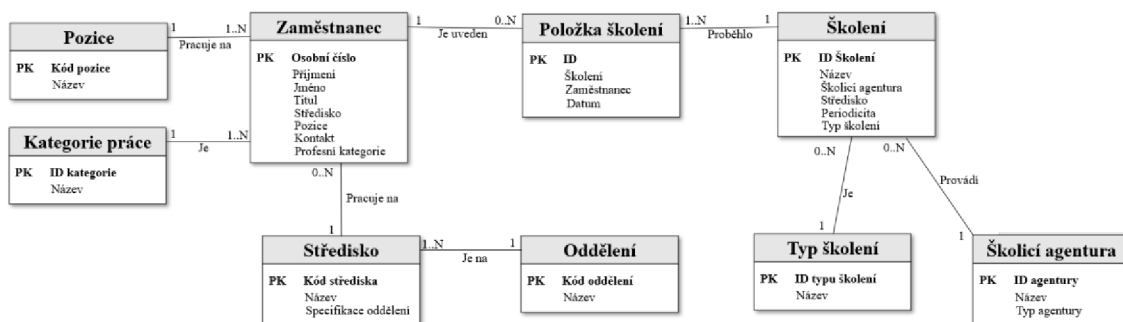 Pozice
PK Kód pozice
Název
1
1..N
Pracuje na
Zaměstnanec
PK Osobní číslo
Příjmení
Jméno
Titul
Středisko
Pozice
Kontakt
Profesní kategorie
1
0..N
Je uveden
Položka školení
PK ID
Školení
Zaměstnanec
Datum
1..N
1
Proběhlo
Školení
PK ID Školení
Název
Školicí agentura
Středisko
Periodicita
Typ školení
Kategorie práce
PK ID kategorie
Název
1
1..N
Je
0..N
Pracuje na
1
0..N
Je
1
0..N
Provádí
1
Středisko
PK Kód střediska
Název
Specifikace oddělení
1..N
1
Je na
Oddělení
PK Kód oddělení
Název
Typ školení
PK ID typu školení
Název
Školicí agentura
PK ID agentury
Název
Typ agentury